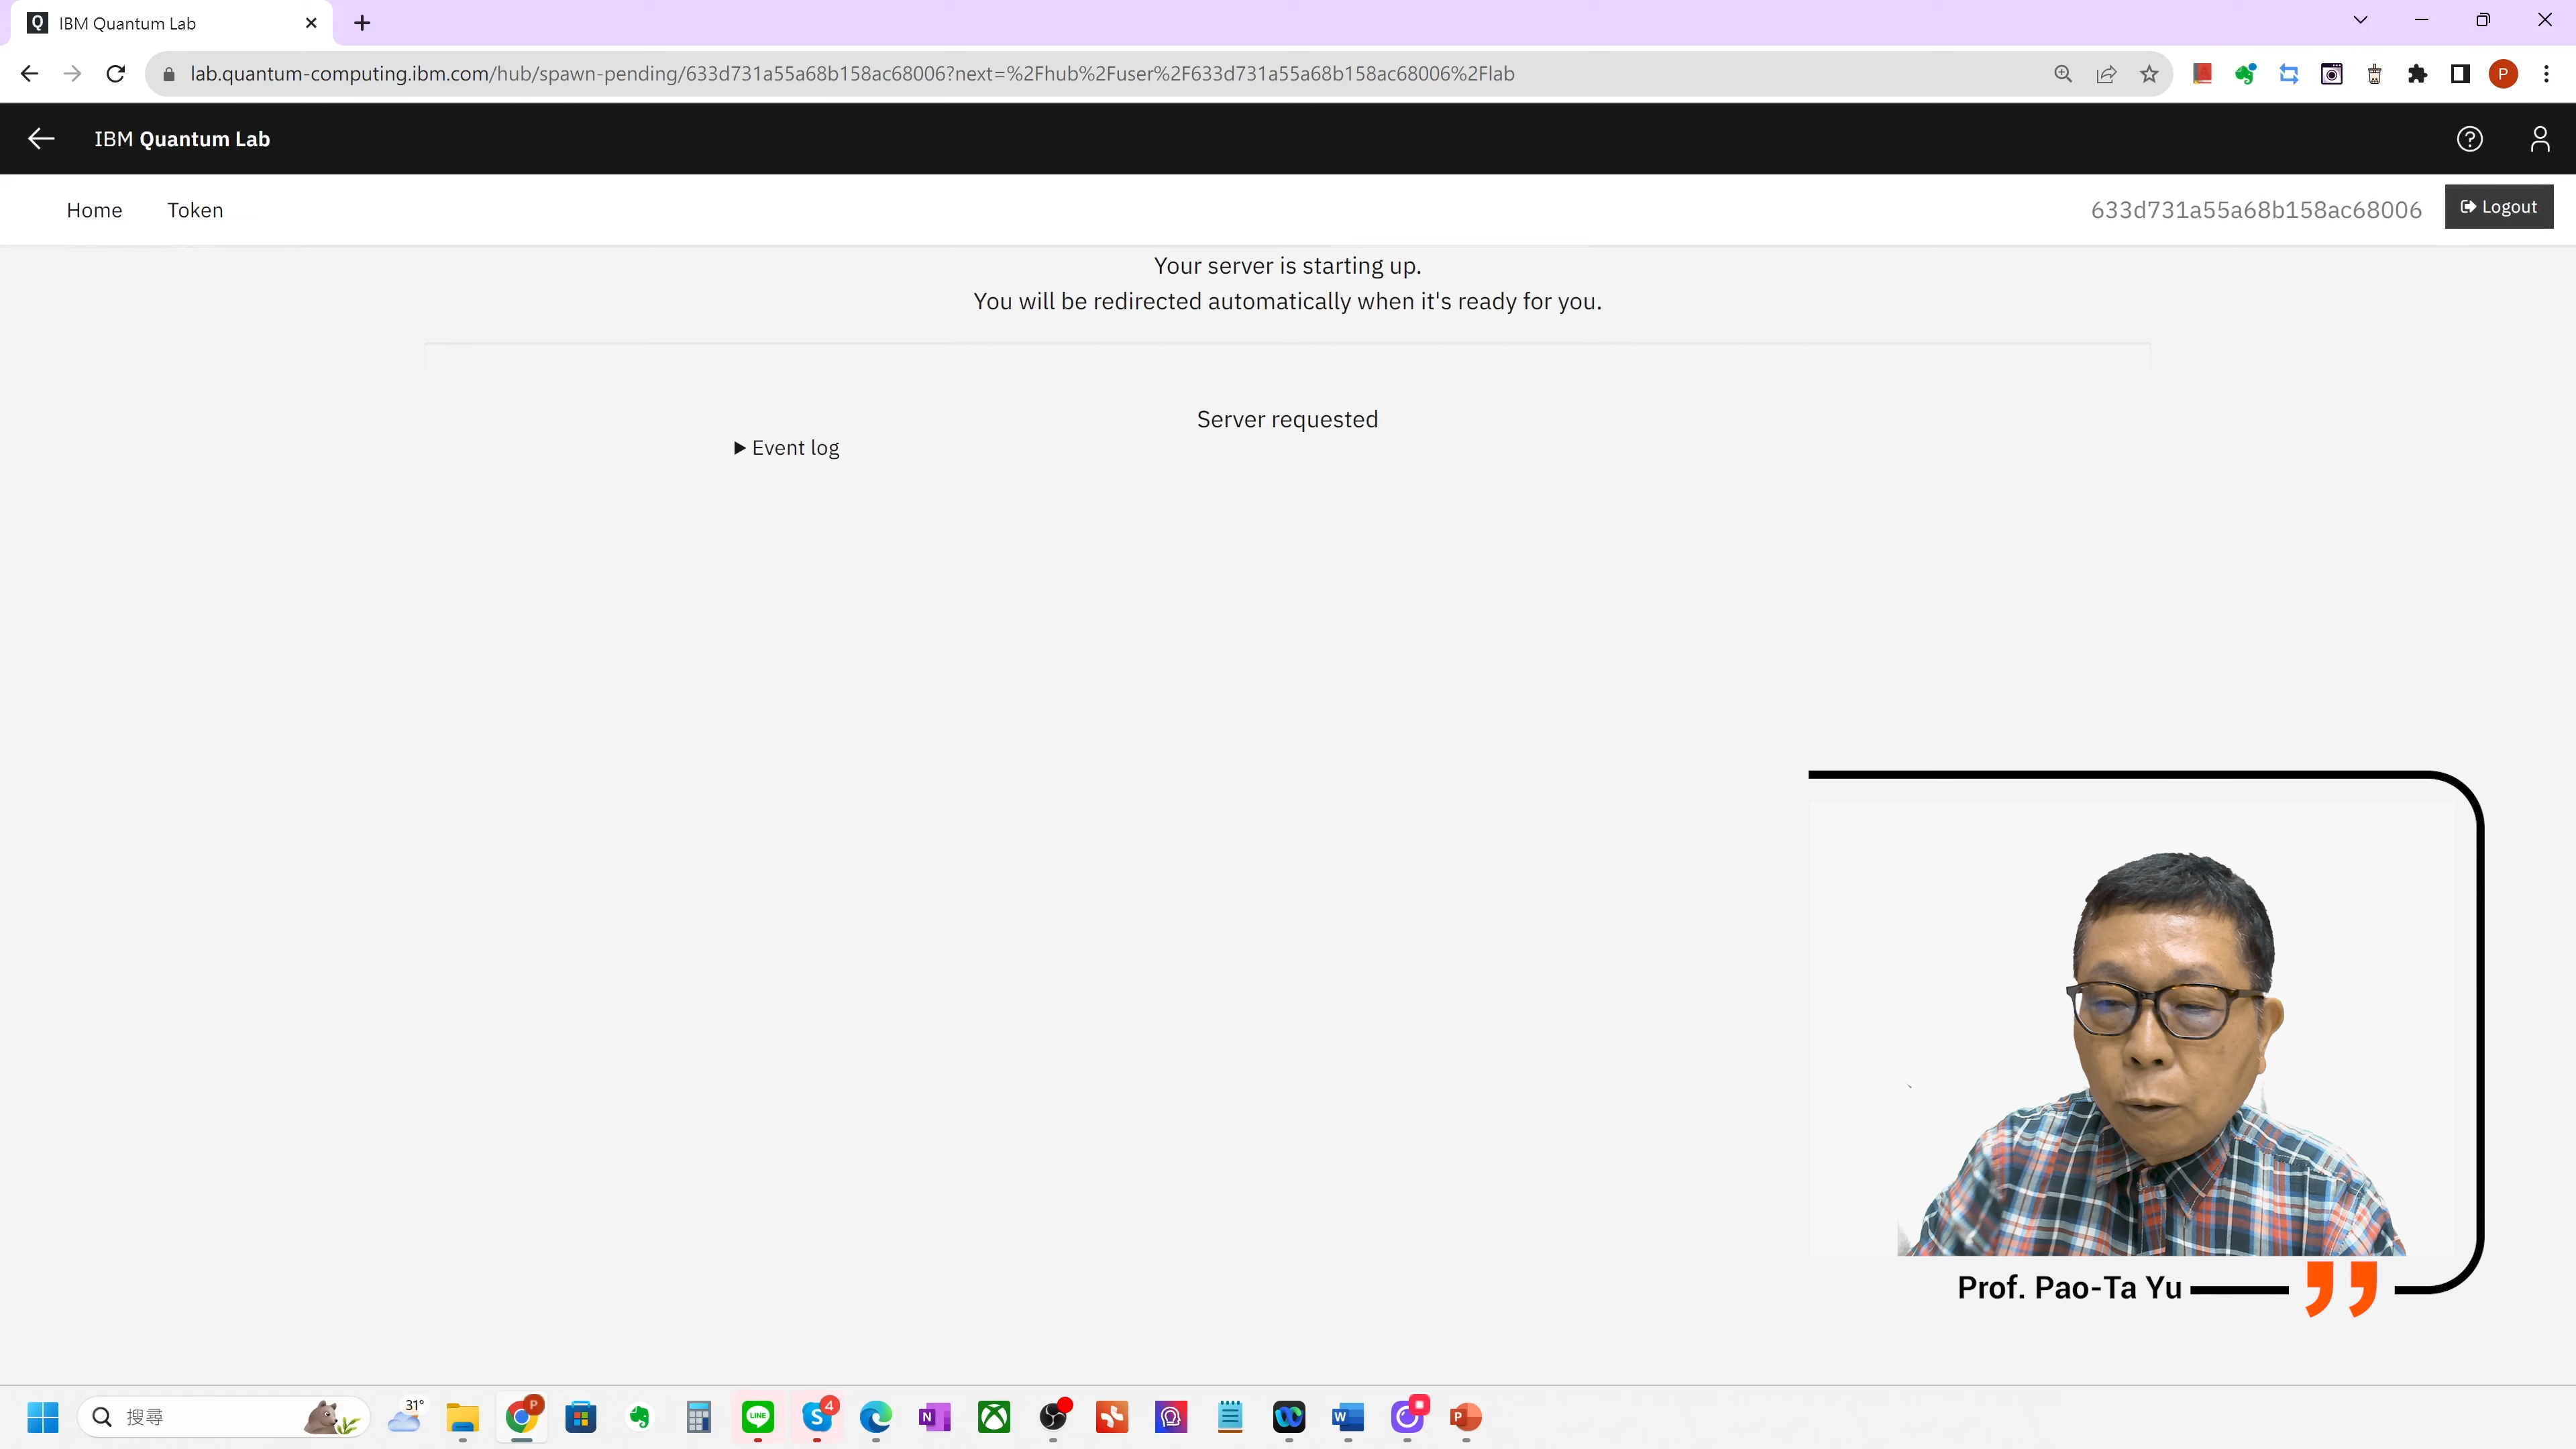 IBM Quantum Lab
lab.quantum-computing.ibm.com/hub/spawn-pending/633d731a55a68b158ac68006?next=%2Fhub%2Fuser%2F633d731a55a68b158ac68006%2Flab
P
IBM Quantum Lab
Home
Token
633d731a55a68b158ac68006
Logout
Your server is starting up.
You will be redirected automatically when it's ready for you.
Server requested
Event log
Prof. Pao-Ta Yu
搜尋
31°
P
LINE
S
4
N
W
P